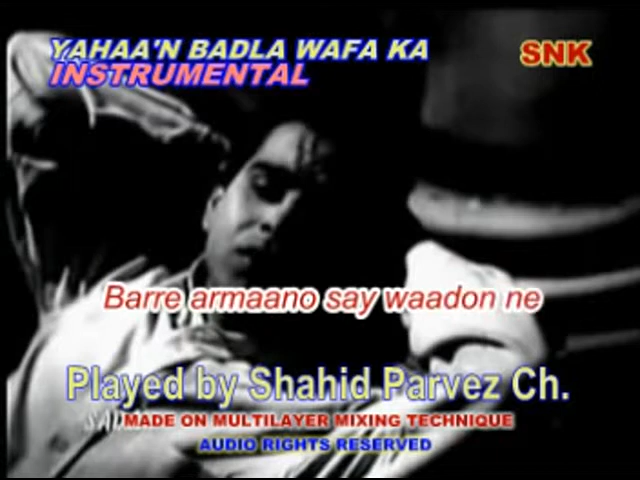 YAHAA'N BADLA WAFA KA
SNK
INSTRUMENTAL
Barre armaano say waadon ne
Played by Shahid Parvez Ch.
MADE ON MULTILAYER MIXING TECHNIQUE
AUDIO RIGHTS RESERVED